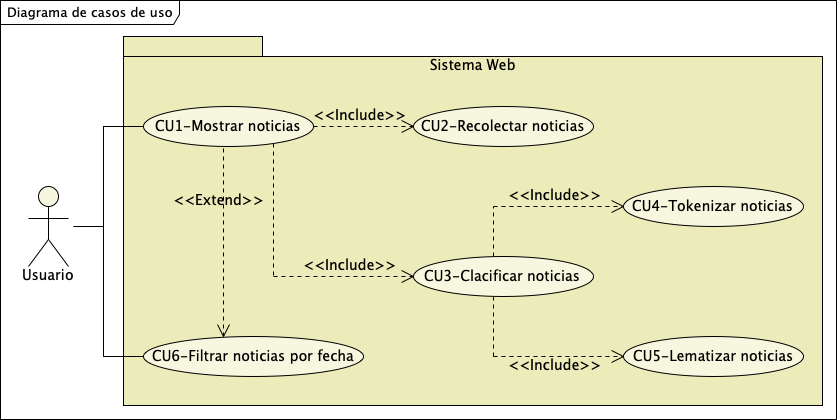 Diagrama de casos de uso
Sistema Web
<<Include>>
CU1-Mostrar noticias
CU2-Recolectar noticias
<<Extend>>
<<Include>>
CU4-Tokenizar noticias
<<Include>>
Usuario
CU3-Clacificar noticias
CU6-Filtrar noticias por fecha
<<Include>>
CU5-Lematizar noticias